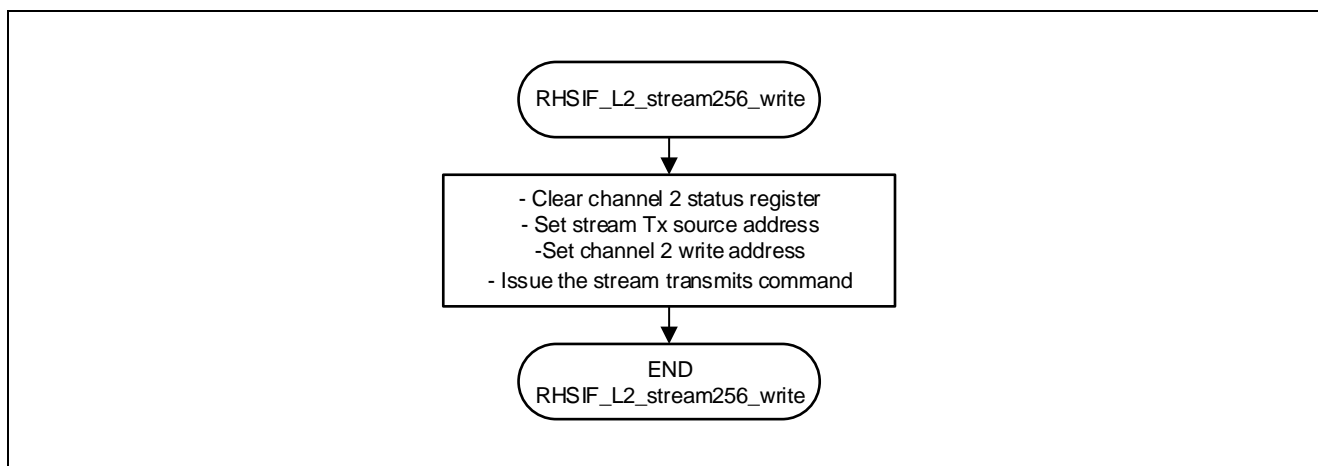 RHSIF_L2_stream256_write
- Clear channel 2 status register
- Set stream Tx source address
-Set channel 2 write address
- Issue the stream transmits command
END
RHSIF_L2_stream256_write